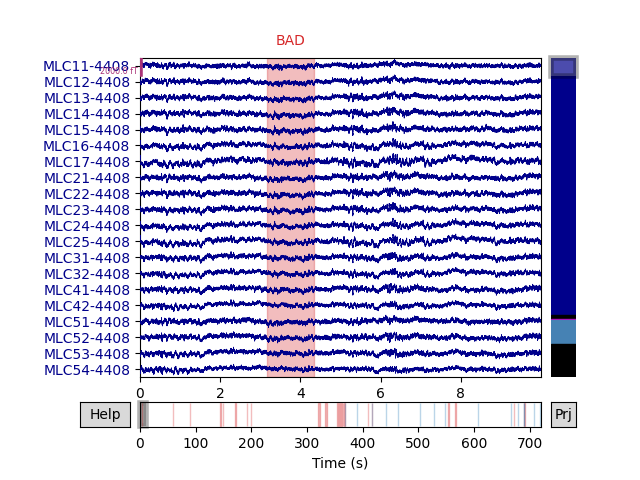 BAD
MLC11-4408
2000.0 fT
MLC12-4408
MLC13-4408
MLC14-4408
MLC15-4408
MLC16-4408
MLC17-4408
MLC21-4408
MLC22-4408
MLC23-4408
MLC24-4408
MLC25-4408
MLC31-4408
MLC32-4408
MLC41-4408
MLC42-4408
MLC51-4408
MLC52-4408
MLC53-4408
MLC54-4408
0 2 4 6 8
Help Prj
0 100 200 300 400 500 600 700
Time (s)